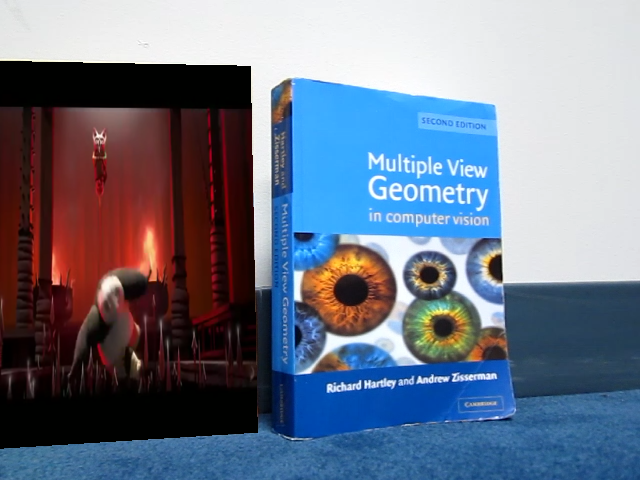 SECOND EDITION
Multiple View
Geometry
in computer vision
Richard Hartley and Andrew Zisserman
CAMBRIDGE
Hartley and
Zisserman
Multiple View Geometry